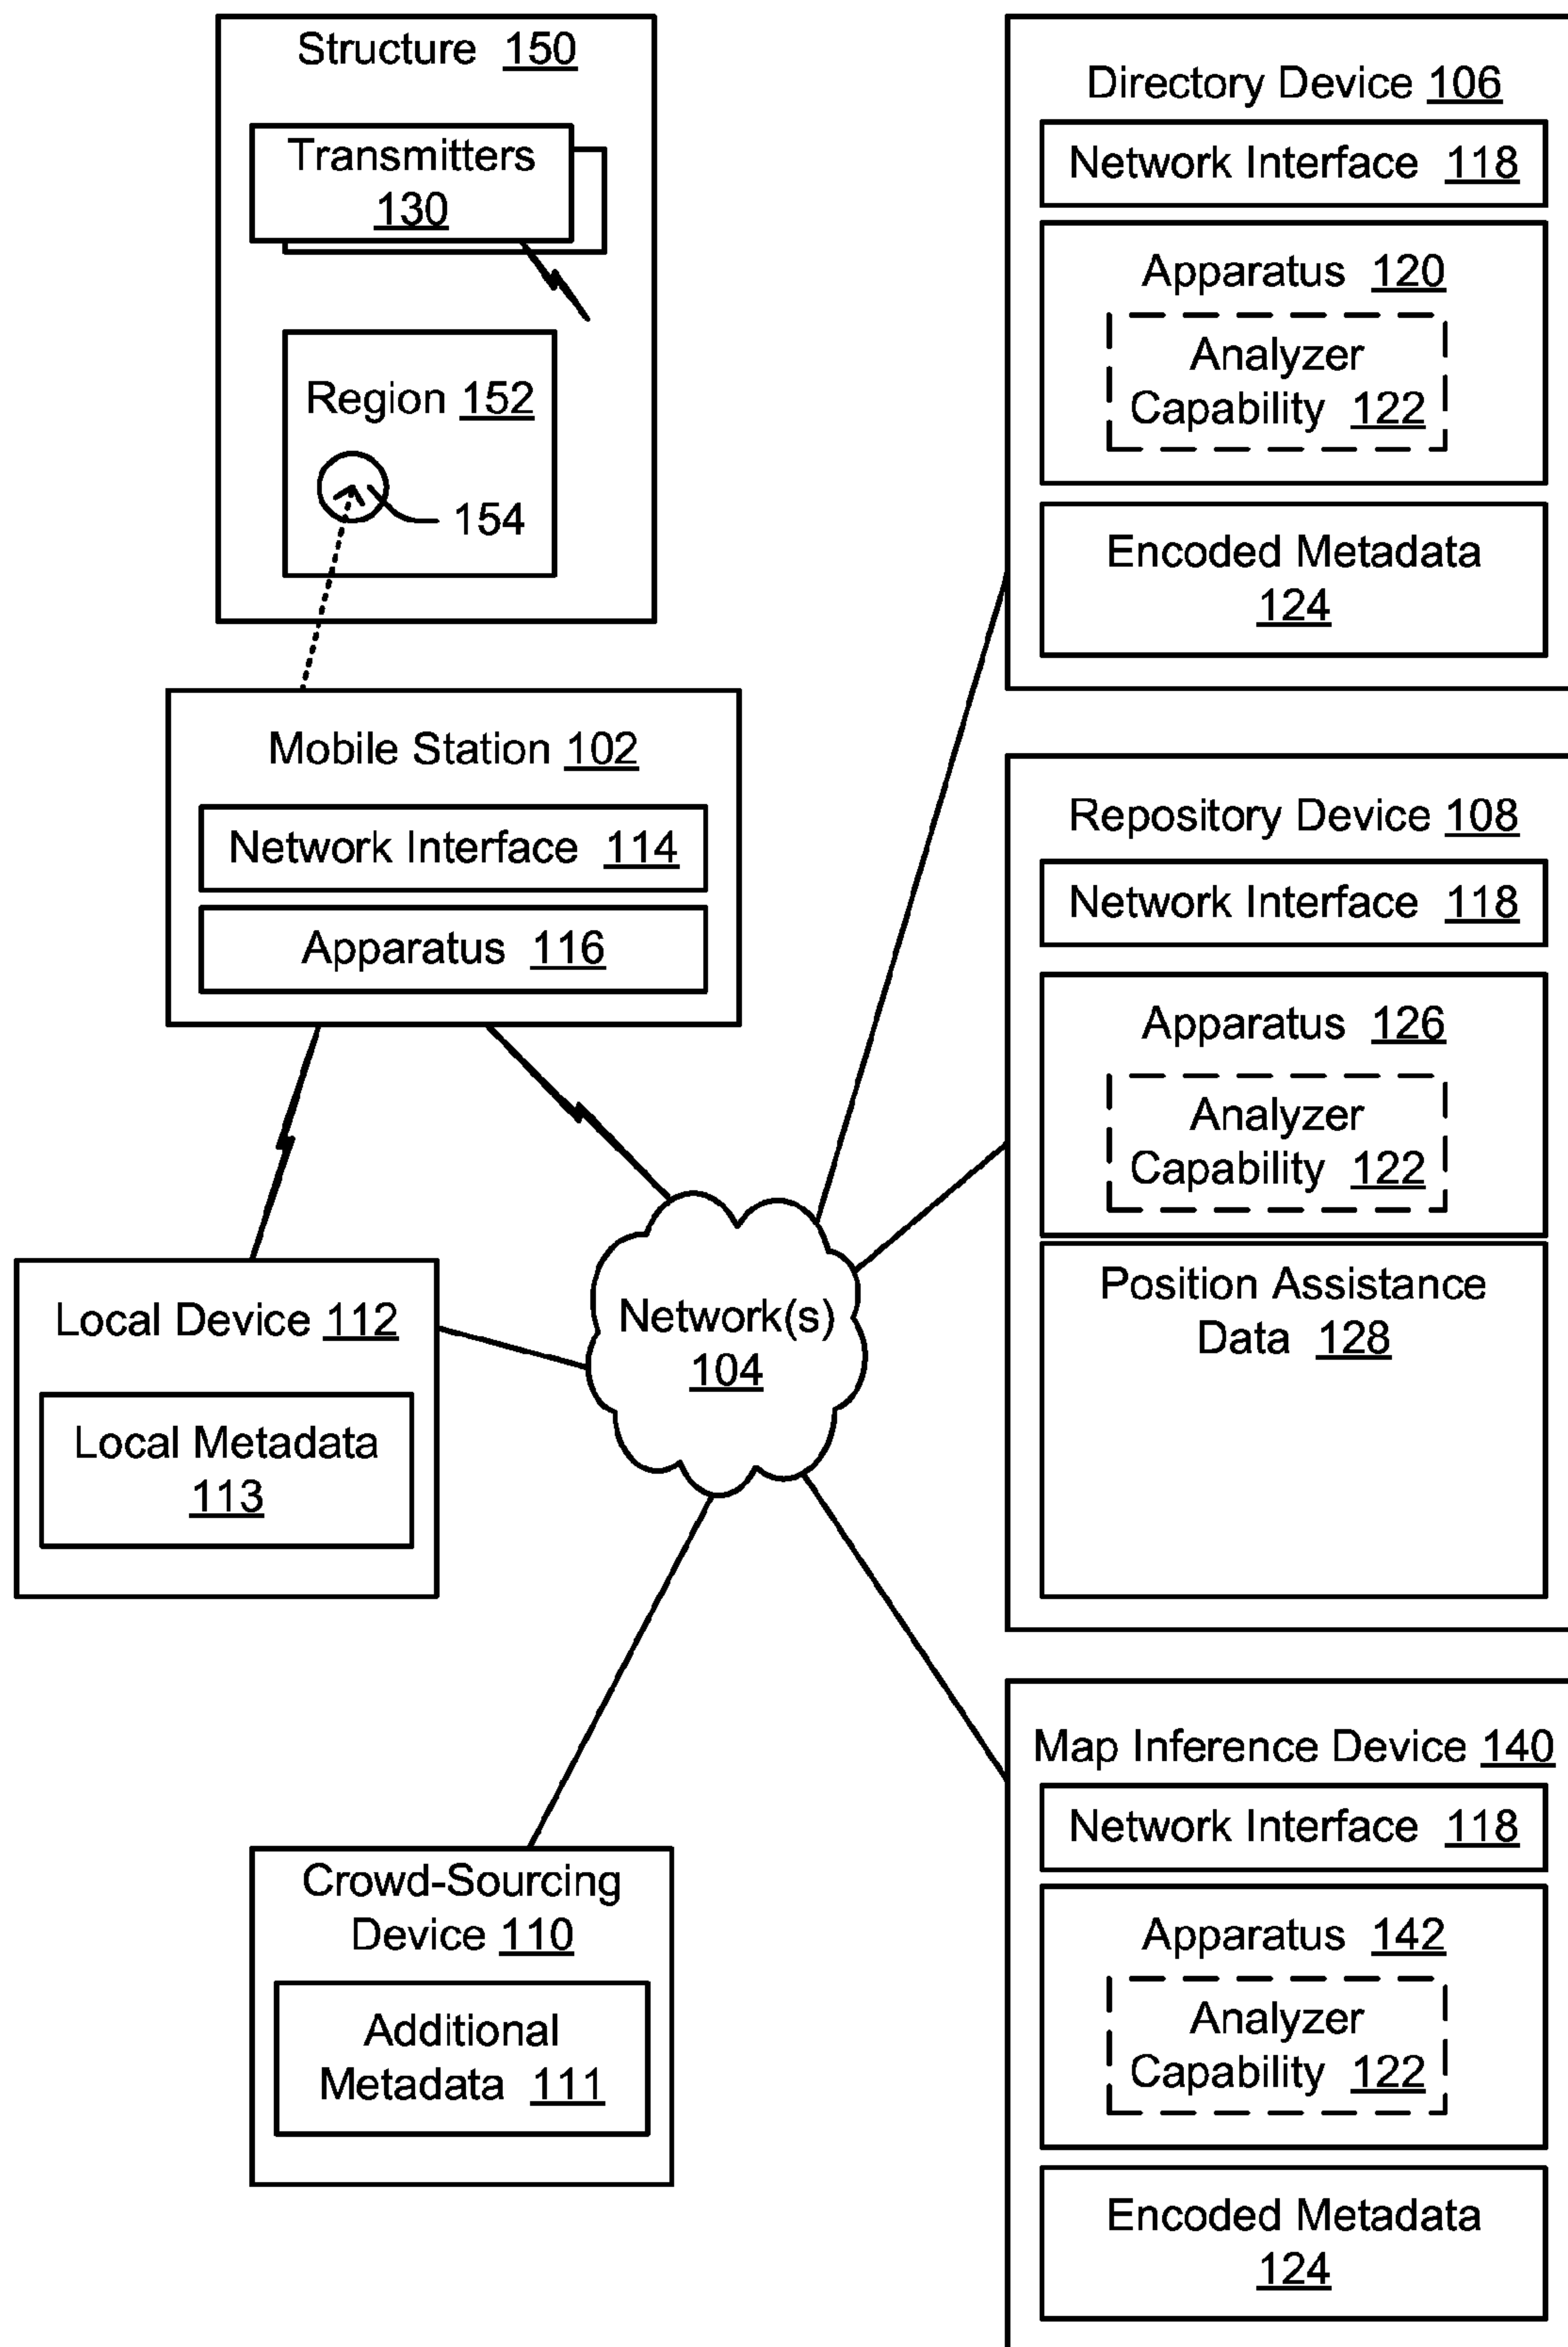 Structure 150
Transmitters
130
Region 152
154
Mobile Station 102
Network Interface 114
Apparatus 116
Local Device 112
Local Metadata
113
Network(s)
104
Crowd-Sourcing
Device 110
Additional
Metadata 111
Directory Device 106
Network Interface 118
Apparatus 120
Analyzer
Capability 122
Encoded Metadata
124
Repository Device 108
Network Interface 118
Apparatus 126
Analyzer
Capability 122
Position Assistance
Data 128
Map Inference Device 140
Network Interface 118
Apparatus 142
Analyzer
Capability 122
Encoded Metadata
124